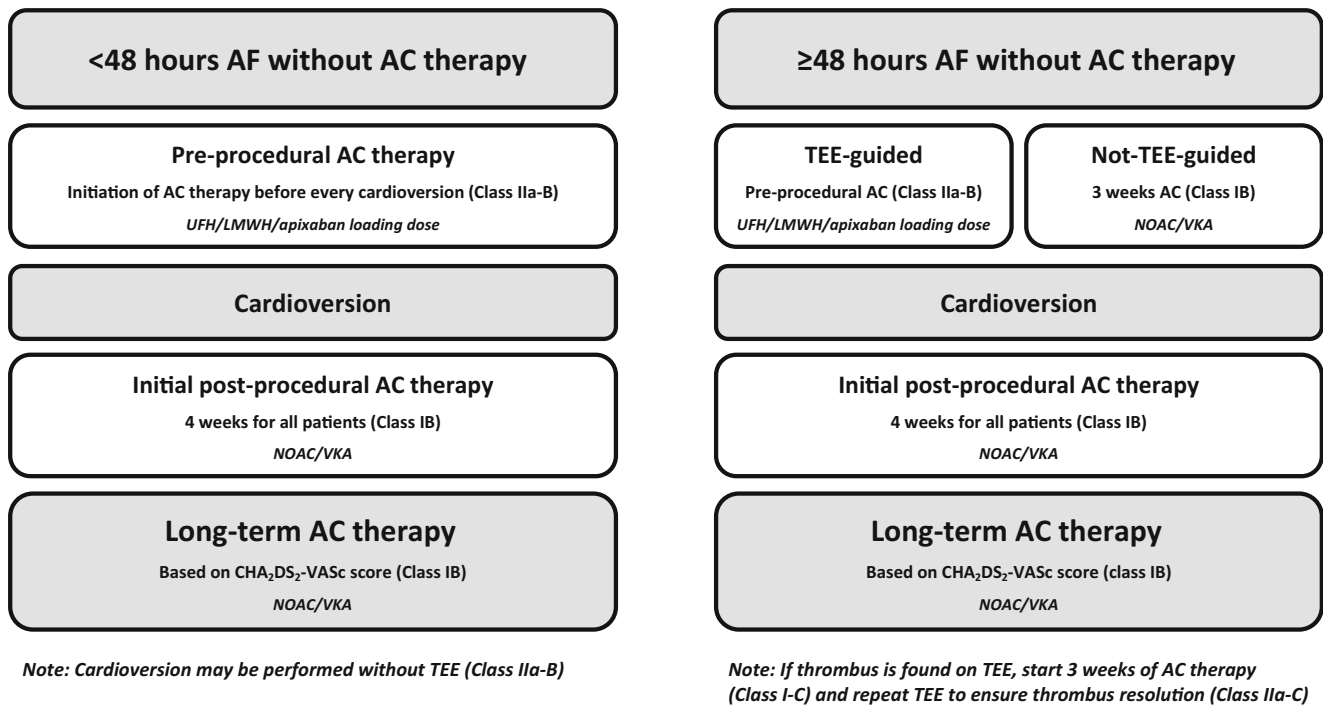 <48 hours AF without AC therapy
Pre-procedural AC therapy
Initiation of AC therapy before every cardioversion (Class IIa-B)
UFH/LMWH/apixaban loading dose
Cardioversion
Initial post-procedural AC therapy
4 weeks for all patients (Class IB)
NOAC/VKA
Long-term AC therapy
Based on CHA₂DS₂-VASc score (Class IB)
NOAC/VKA
Note: Cardioversion may be performed without TEE (Class IIa-B)
≥48 hours AF without AC therapy
TEE-guided
Pre-procedural AC (Class IIa-B)
UFH/LMWH/apixaban loading dose
Not-TEE-guided
3 weeks AC (Class IB)
NOAC/VKA
Cardioversion
Initial post-procedural AC therapy
4 weeks for all patients (Class IB)
NOAC/VKA
Long-term AC therapy
Based on CHA₂DS₂-VASc score (class IB)
NOAC/VKA
Note: If thrombus is found on TEE, start 3 weeks of AC therapy
(Class I-C) and repeat TEE to ensure thrombus resolution (Class IIa-C)